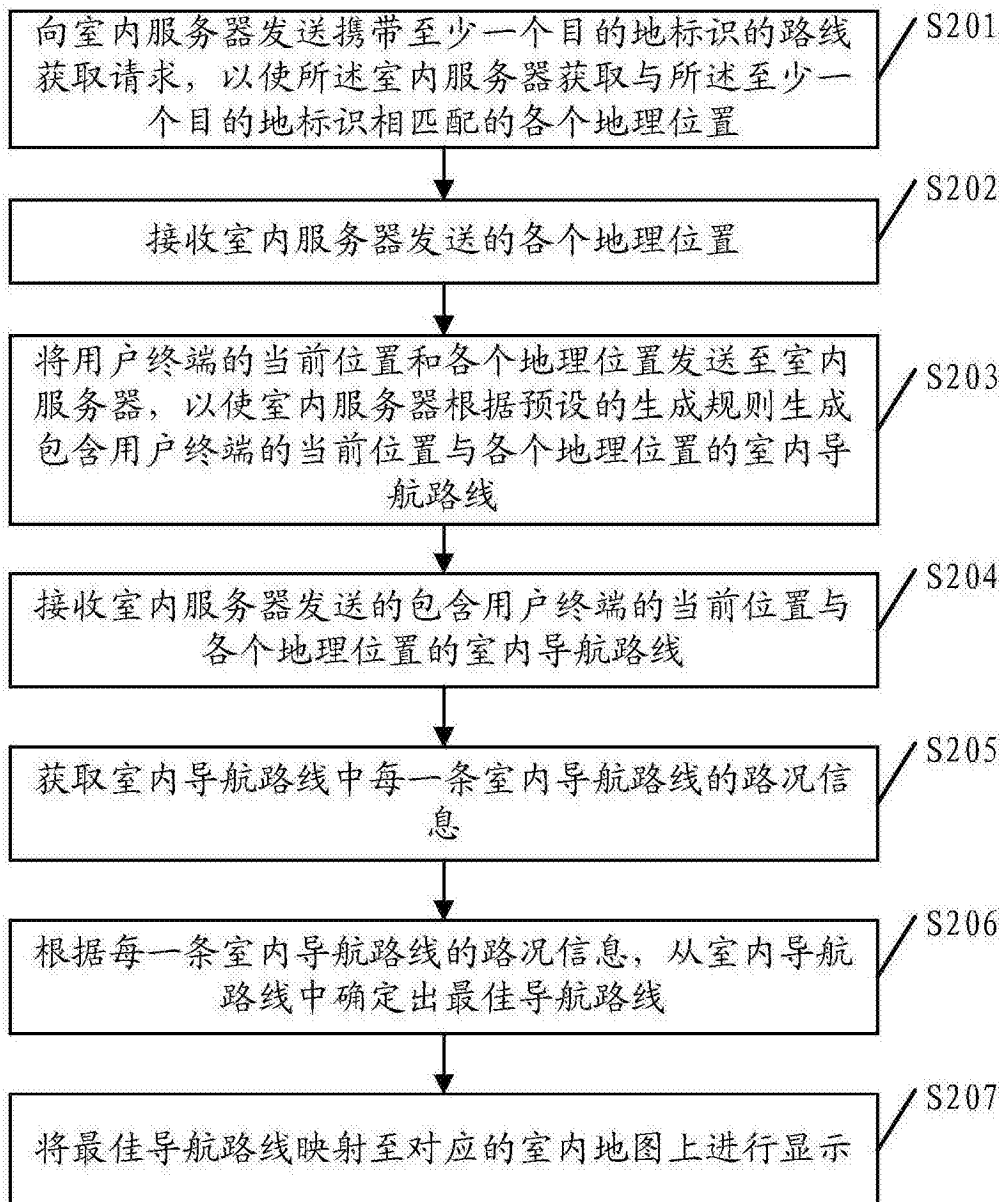 向室内服务器发送携带至少一个目的地标识的路线
获取请求，以使所述室内服务器获取与所述至少一
个目的地标识相匹配的各个地理位置
S201
接收室内服务器发送的各个地理位置
S202
将用户终端的当前位置和各个地理位置发送至室内
服务器，以使室内服务器根据预设的生成规则生成
包含用户终端的当前位置与各个地理位置的室内导
航路线
S203
接收室内服务器发送的包含用户终端的当前位置与
各个地理位置的室内导航路线
S204
获取室内导航路线中每一条室内导航路线的路况信
息
S205
根据每一条室内导航路线的路况信息，从室内导航
路线中确定出最佳导航路线
S206
将最佳导航路线映射至对应的室内地图上进行显示
S207